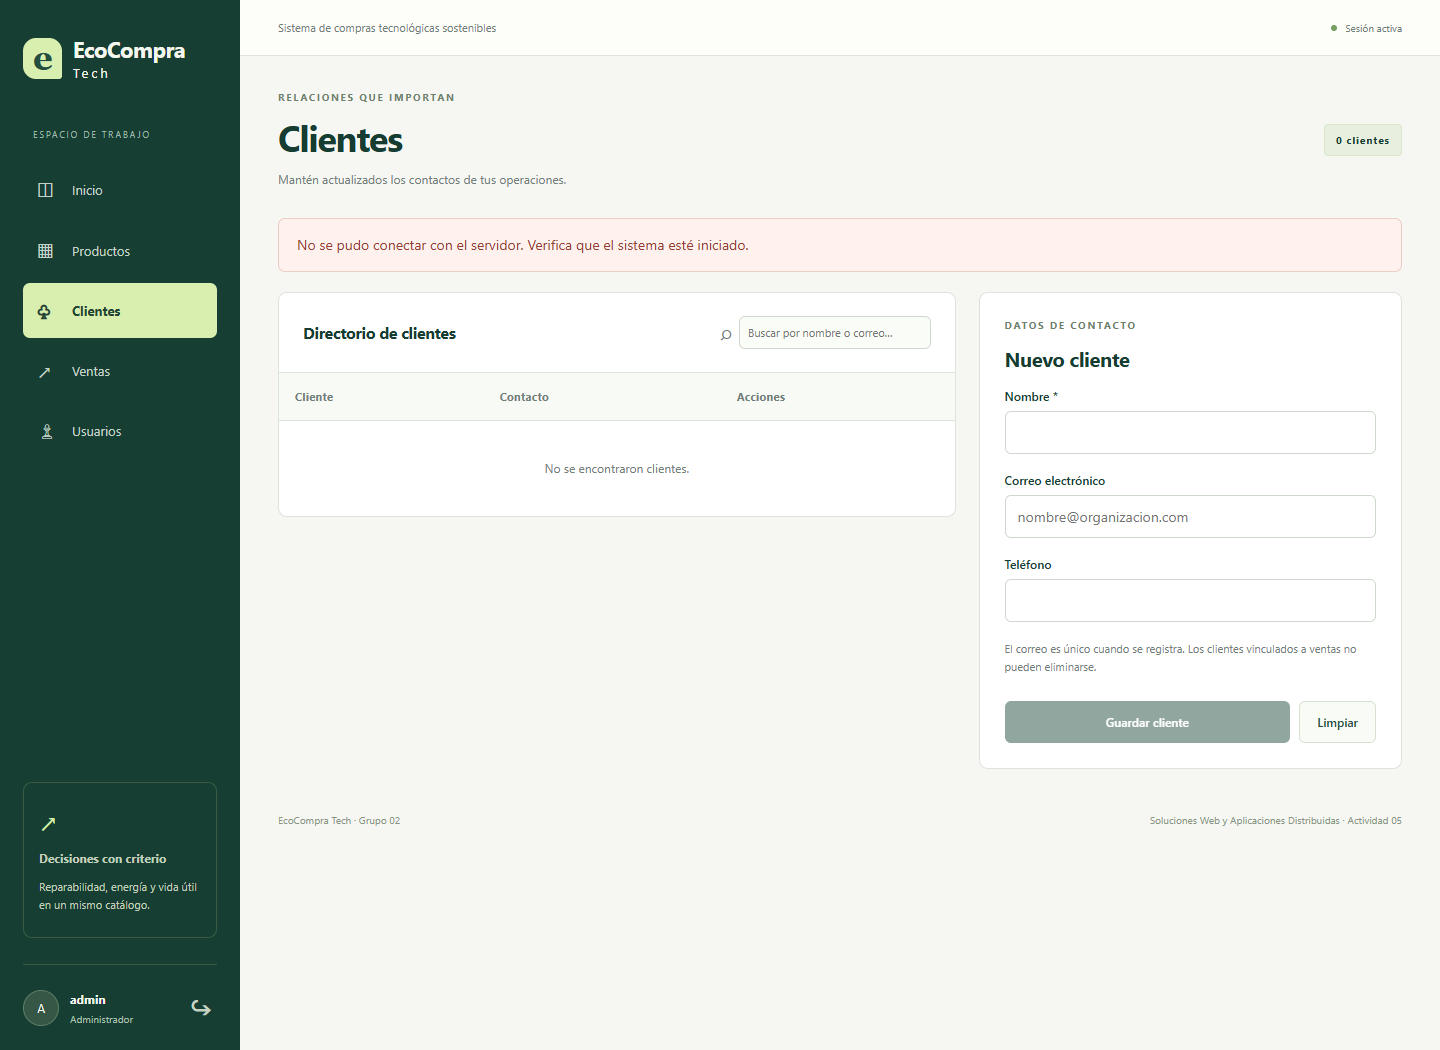 e
EcoCompra
Tech
ESPACIO DE TRABAJO
Inicio
Productos
Clientes
Ventas
Usuarios
Decisiones con criterio
Reparabilidad, energía y vida útil
en un mismo catálogo.
A
admin
Administrador
Sistema de compras tecnológicas sostenibles
Sesión activa
RELACIONES QUE IMPORTAN
Clientes
0 clientes
Mantén actualizados los contactos de tus operaciones.
No se pudo conectar con el servidor. Verifica que el sistema esté iniciado.
Directorio de clientes
Buscar por nombre o correo...
Cliente Contacto Acciones
No se encontraron clientes.
DATOS DE CONTACTO
Nuevo cliente
Nombre *
Correo electrónico
nombre@organizacion.com
Teléfono
El correo es único cuando se registra. Los clientes vinculados a ventas no
pueden eliminarse.
Guardar cliente
Limpiar
EcoCompra Tech · Grupo 02
Soluciones Web y Aplicaciones Distribuidas · Actividad 05